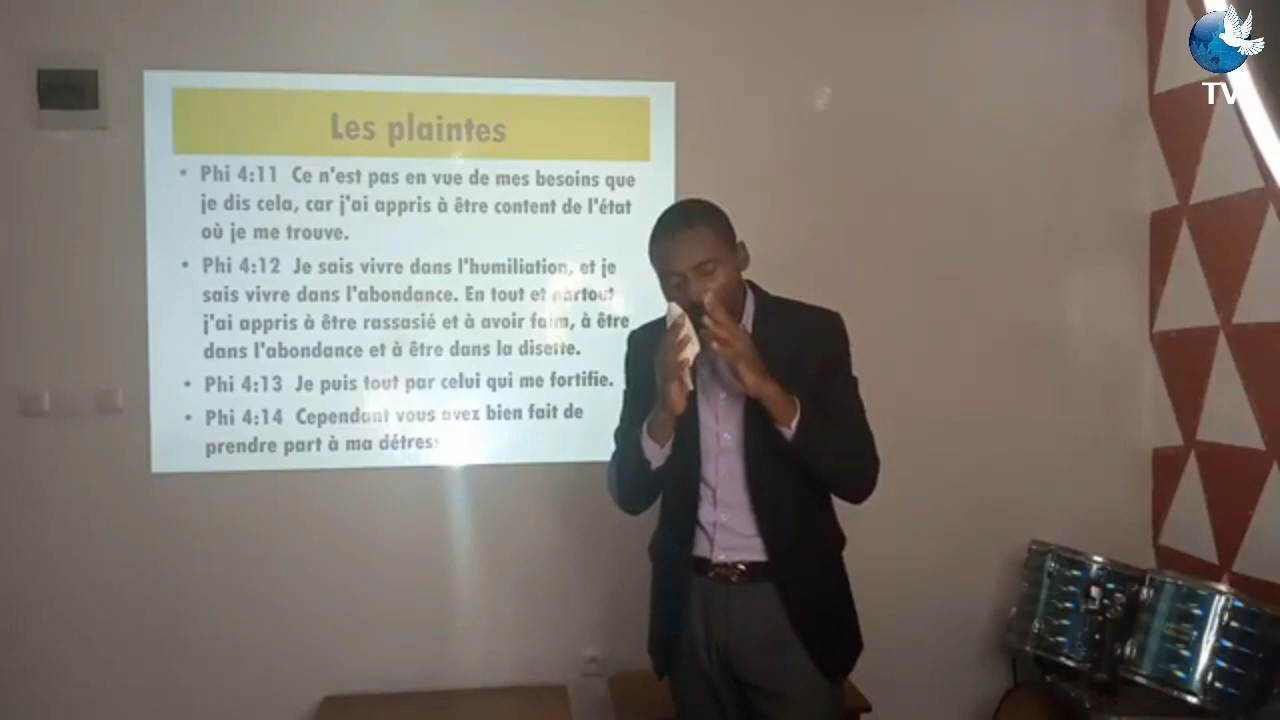 Les plaintes
• Phi 4:11 Ce n'est pas en vue de mes besoins que
je dis cela, car j'ai appris à être content de l'état
où je me trouve.
• Phi 4:12 Je sais vivre dans l'humiliation, et je
sais vivre dans l'abondance. En tout et partout
j'ai appris à être rassasié et à avoir faim, à être
dans l'abondance et à être dans la disette.
• Phi 4:13 Je puis tout par celui qui me fortifie.
• Phi 4:14 Cependant vous avez bien fait de
prendre part à ma détres
TV